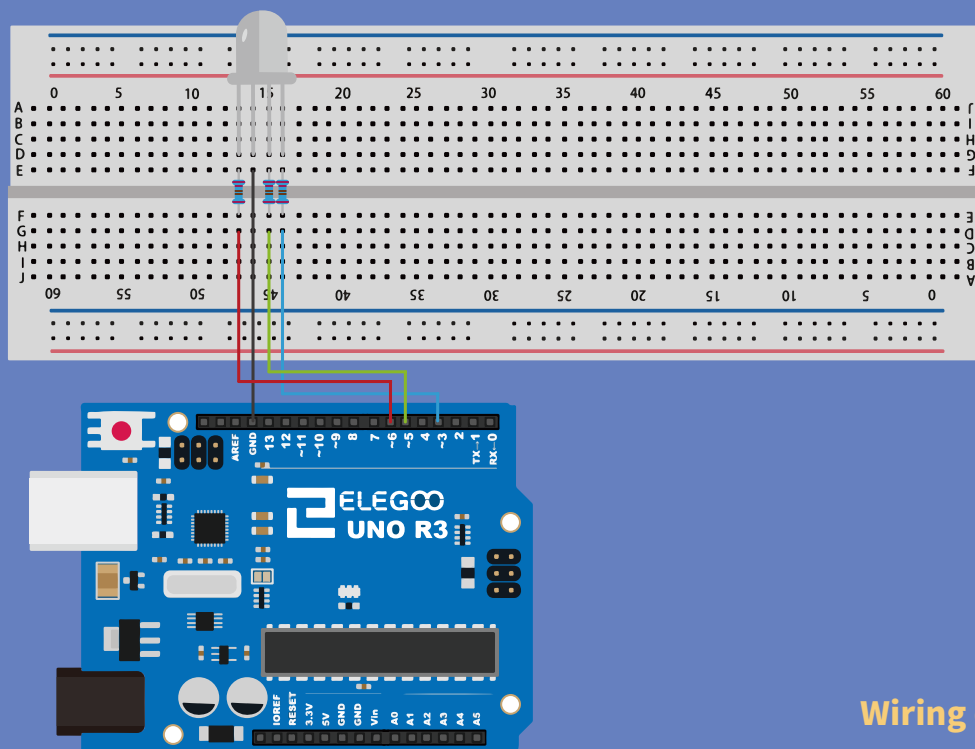 0 5 10 15 20 25 30 35 40 45 50 55 60
A J
B I
C H
D G
E F
F E
G D
H C
I B
J A
60 55 50 45 40 35 30 25 20 15 10 5 0
AREF GND 13 12 ~11 ~10 ~9 8 7 ~6 ~5 4 ~3 2 TX→1 RX←0
ELEGOO
UNO R3
IOREF RESET 3.3V 5V GND GND Vin A0 A1 A2 A3 A4 A5
Wiring